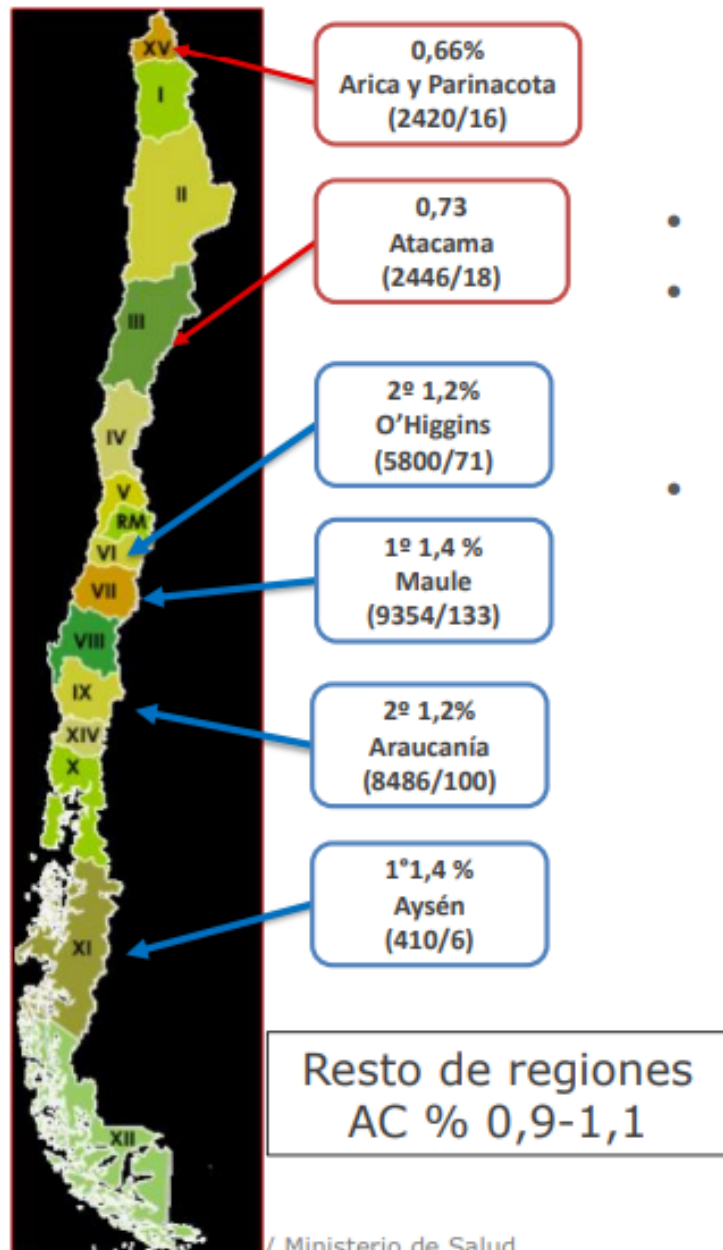 XV
I
II
III
IV
V
RM
VI
VII
VIII
IX
XIV
X
XI
XII
0,66%
Arica y Parinacota
(2420/16)
0,73
Atacama
(2446/18)
2º 1,2%
O’Higgins
(5800/71)
1º 1,4 %
Maule
(9354/133)
2º 1,2%
Araucanía
(8486/100)
1°1,4 %
Aysén
(410/6)
Resto de regiones
AC % 0,9-1,1
/ Ministerio de Salud